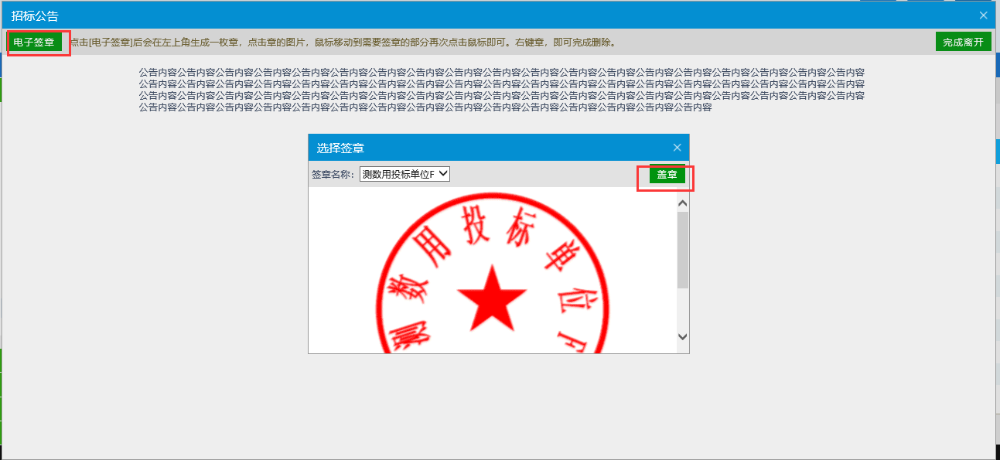 招标公告
电子签章 点击[电子签章]后会在左上角生成一枚章，点击章的图片，鼠标移动到需要签章的部分再次点击鼠标即可。右键章，即可完成删除。 完成离开
公告内容公告内容公告内容公告内容公告内容公告内容公告内容公告内容公告内容公告内容公告内容公告内容公告内容公告内容公告内容公告内容公告内容公告内容公告内容
公告内容公告内容公告内容公告内容公告内容公告内容公告内容公告内容公告内容公告内容公告内容公告内容公告内容公告内容公告内容公告内容公告内容公告内容公告内容
公告内容公告内容公告内容公告内容公告内容公告内容公告内容公告内容公告内容公告内容公告内容公告内容公告内容公告内容公告内容公告内容公告内容公告内容公告内容
公告内容公告内容公告内容公告内容公告内容公告内容公告内容公告内容公告内容公告内容公告内容公告内容公告内容公告内容公告内容
选择签章
签章名称： 测数用投标单位F 盖章
测数用投标单位F